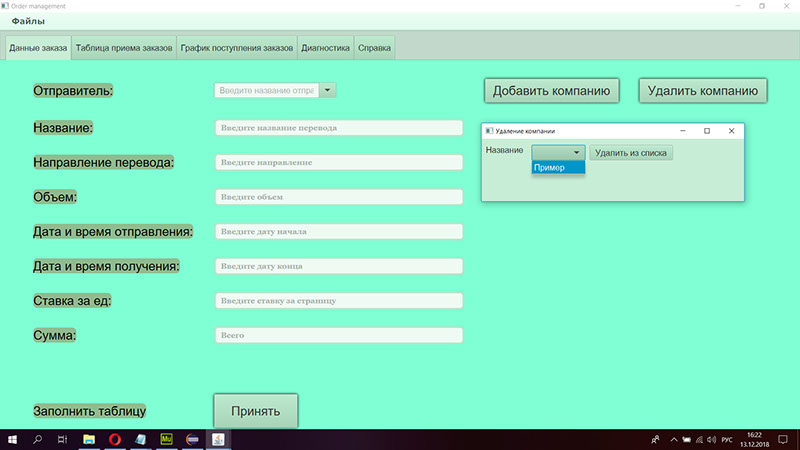 Order management
Файлы
Данные заказа Таблица приема заказов График поступления заказов Диагностика Справка
Отправитель: Введите название отпра Добавить компанию Удалить компанию
Название: Введите название перевода
Удаление компании
Название Удалить из списка
Пример
Направление перевода: Введите направление
Объем: Введите объем
Дата и время отправления: Введите дату начала
Дата и время получения: Введите дату конца
Ставка за ед: Введите ставку за страницу
Сумма: Всего
Заполнить таблицу Принять
Mu РУС 16:22
13.12.2018